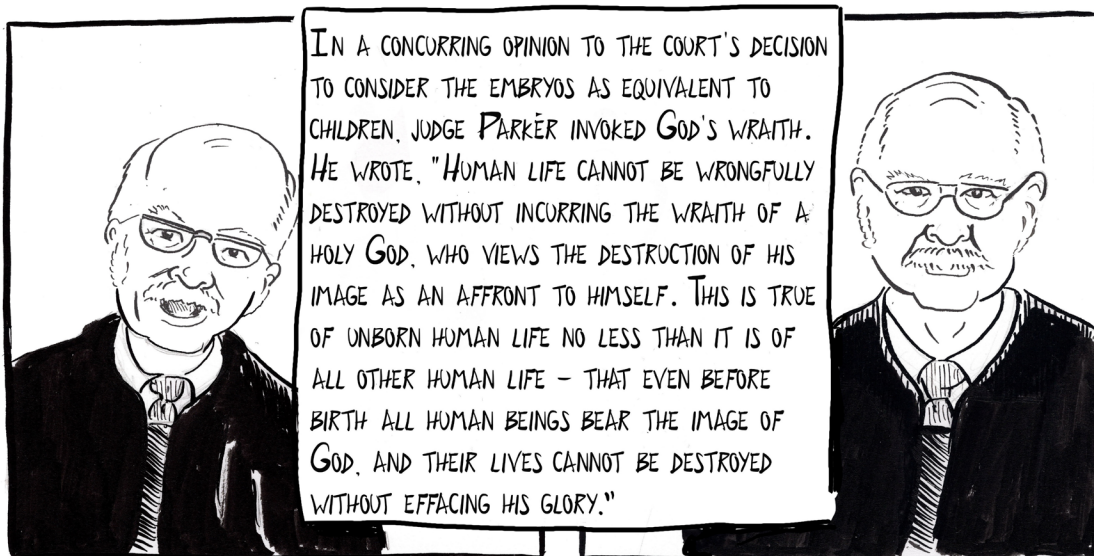 In a concurring opinion to the court's decision
to consider the embryos as equivalent to
children, judge Parker invoked God's wraith.
He wrote, "Human life cannot be wrongfully
destroyed without incurring the wraith of a
holy God, who views the destruction of his
image as an affront to himself. This is true
of unborn human life no less than it is of
all other human life – that even before
birth all human beings bear the image of
God, and their lives cannot be destroyed
without effacing his glory."